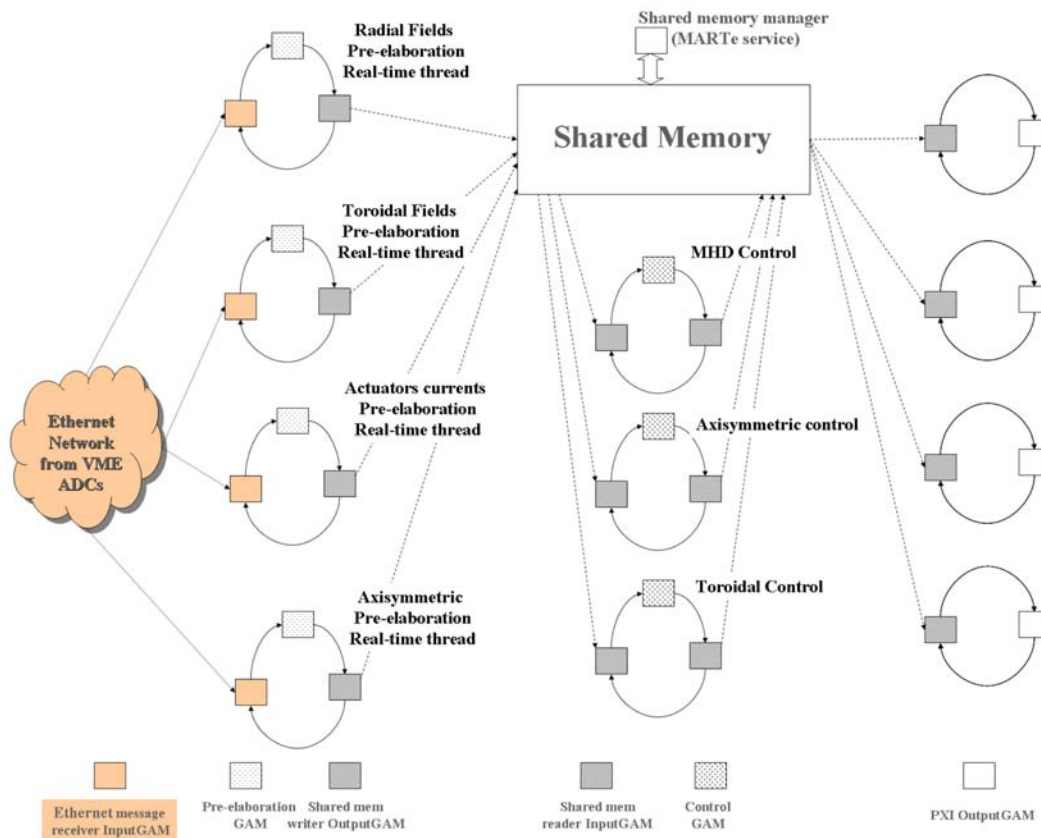 Shared memory manager
(MARTe service)
Radial Fields
Pre-elaboration
Real-time thread
Shared Memory
Toroidal Fields
Pre-elaboration
Real-time thread
MHD Control
Actuators currents
Pre-elaboration
Real-time thread
Axisymmetric control
Ethernet
Network
from VME
ADCs
Toroidal Control
Axisymmetric
Pre-elaboration
Real-time thread
Ethernet message
receiver InputGAM
Pre-elaboration
GAM
Shared mem
writer OutputGAM
Shared mem
reader InputGAM
Control
GAM
PXI OutputGAM